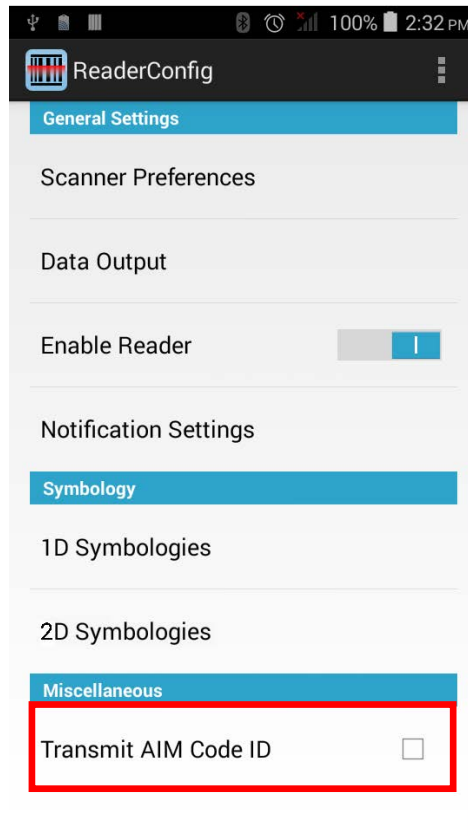 100% 2:32 PM
ReaderConfig
General Settings
Scanner Preferences
Data Output
Enable Reader
Notification Settings
Symbology
1D Symbologies
2D Symbologies
Miscellaneous
Transmit AIM Code ID